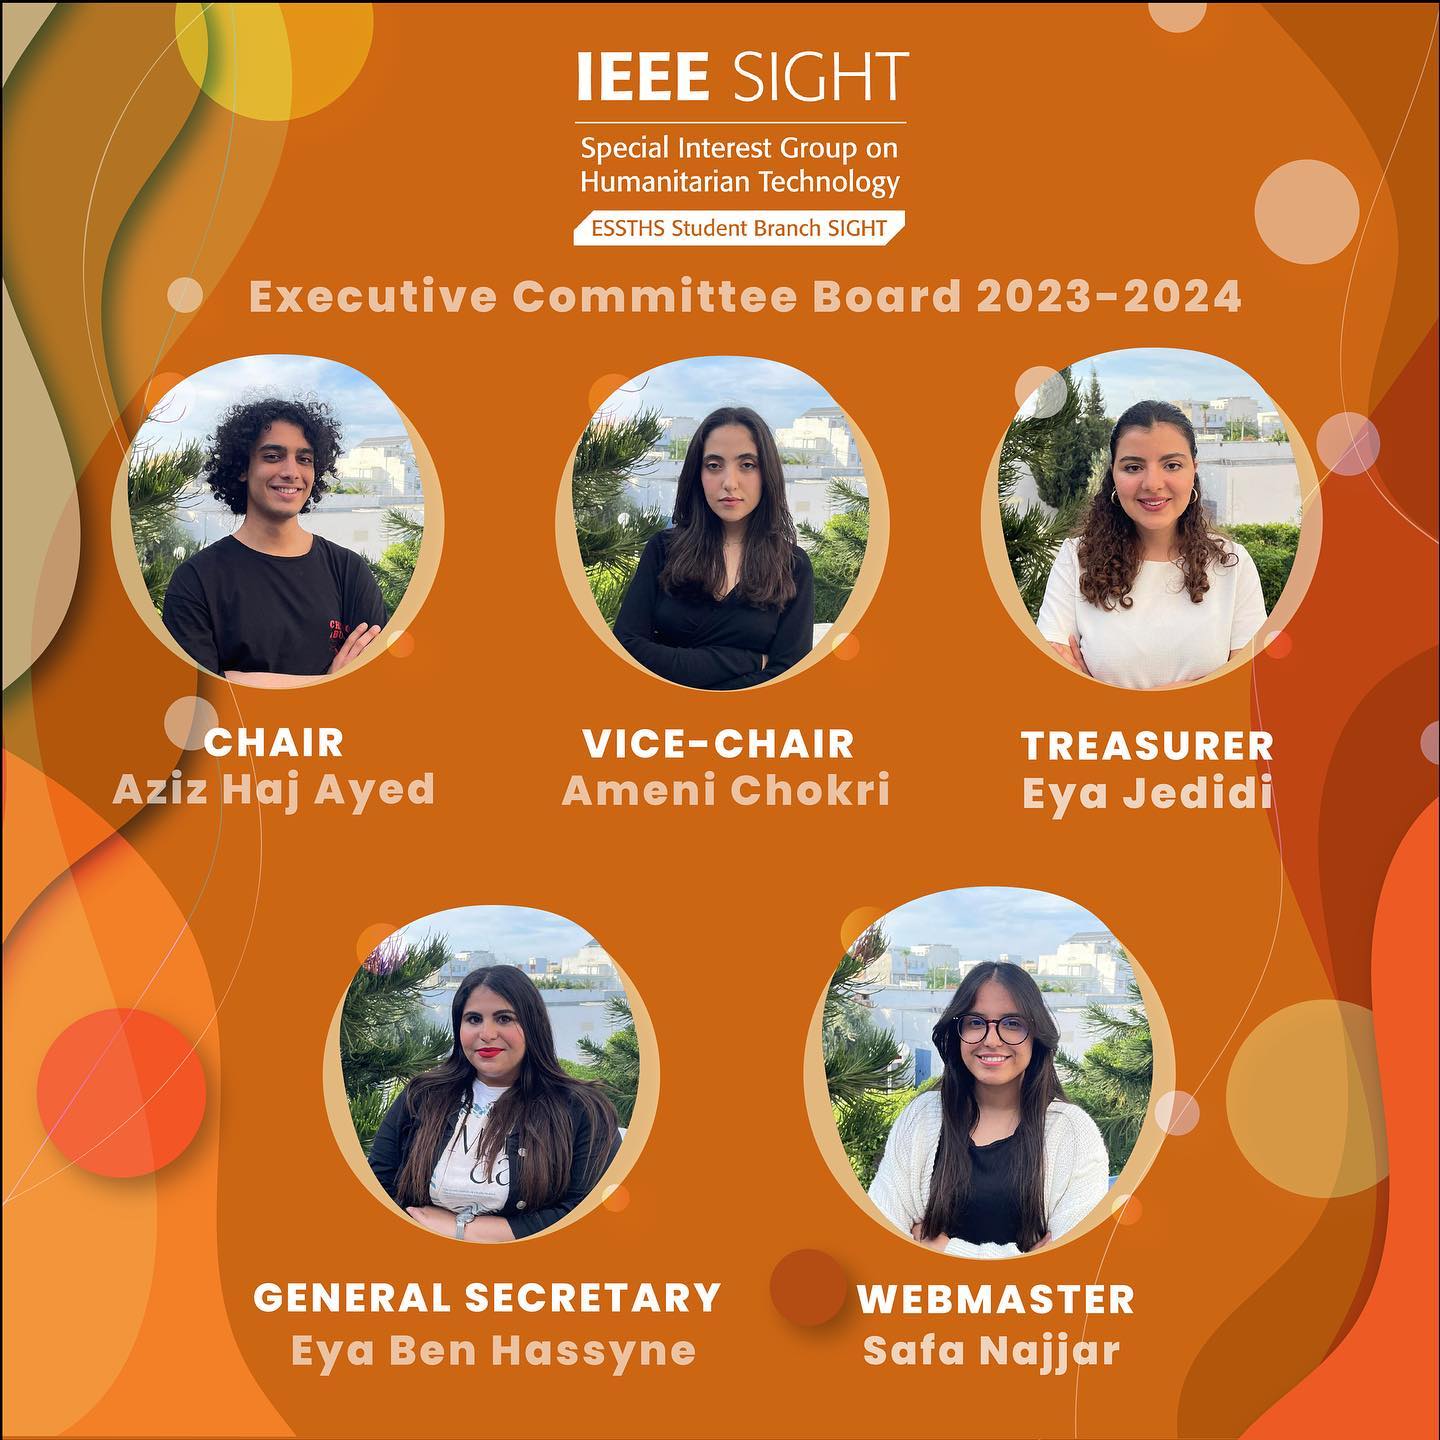 IEEE SIGHT
Special Interest Group on
Humanitarian Technology
ESSTHS Student Branch SIGHT
Executive Committee Board 2023-2024
CHAIR
Aziz Haj Ayed
VICE-CHAIR
Ameni Chokri
TREASURER
Eya Jedidi
GENERAL SECRETARY
Eya Ben Hassyne
WEBMASTER
Safa Najjar